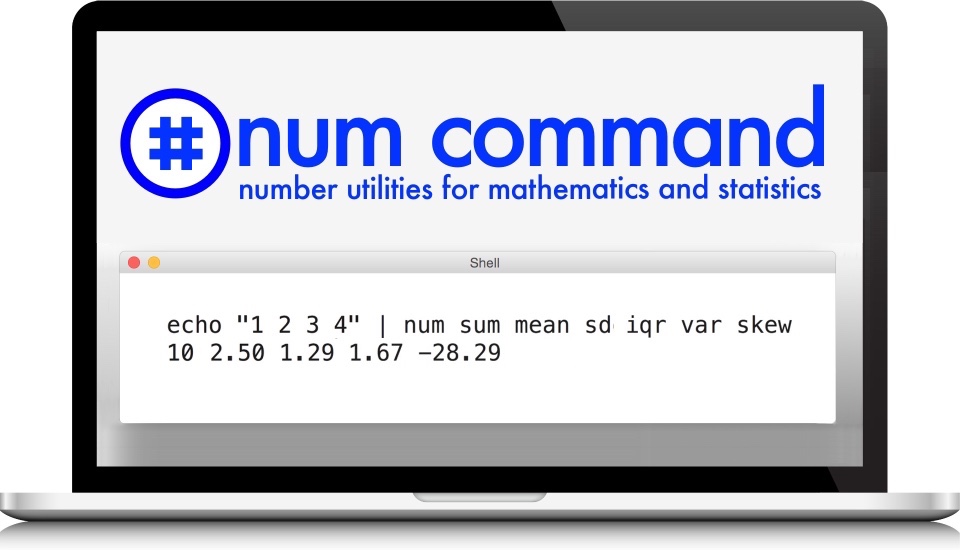 # num command
number utilities for mathematics and statistics
Shell
echo "1 2 3 4" | num sum mean sd iqr var skew
10 2.50 1.29 1.67 −28.29